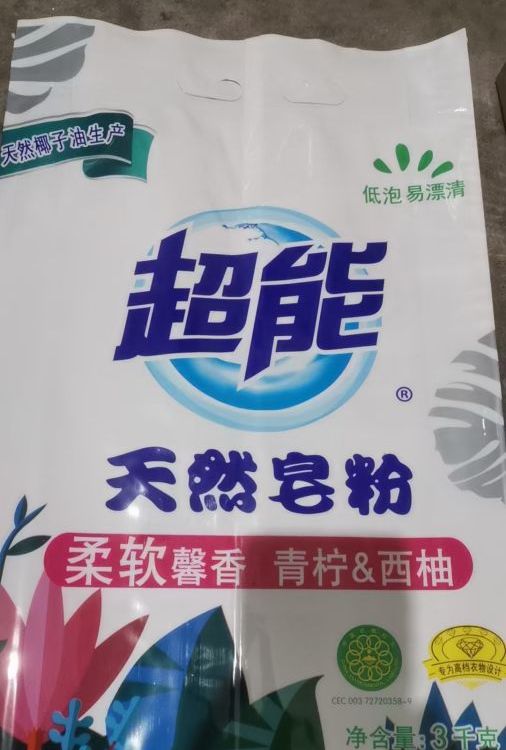 天然椰子油生产
低泡 易漂清
超能
®
天然皂粉
柔软馨香 青柠&西柚
CEC 003 72720358-9
专为高档衣物设计
净含量: 3 千克